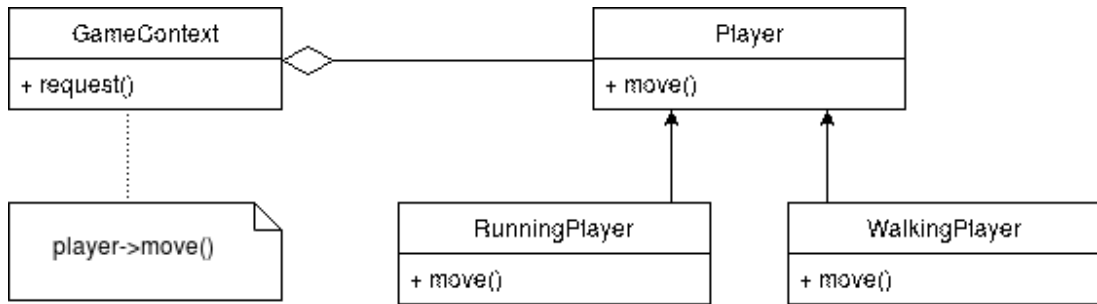 GameContext
+ request()
Player
+ move()
player->move()
RunningPlayer
+ move()
WalkingPlayer
+ move()